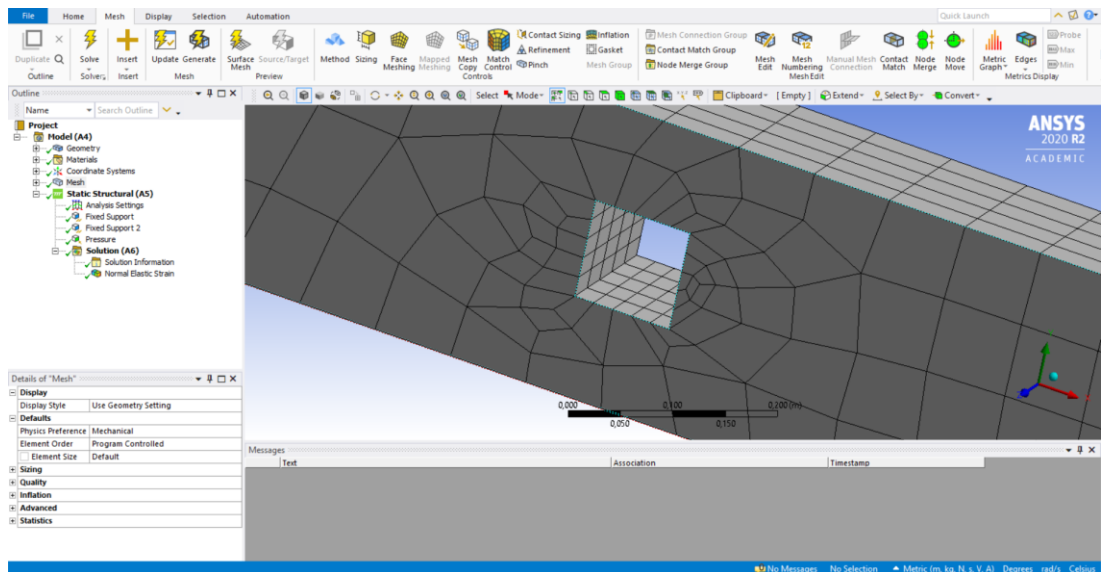 File Home Mesh Display Selection Automation Quick Launch
Duplicate Q Solve Insert Update Generate Surface Mesh Source/Target Method Sizing Face Meshing Mapped Meshing Mesh Copy Match Control Contact Sizing Refinement Pinch Inflation Gasket Mesh Group Mesh Connection Group Contact Match Group Node Merge Group Mesh Edit Mesh Numbering Manual Mesh Connection Contact Match Node Merge Node Move Metric Graph Edges Probe Max Min
Outline Solver Insert Mesh Preview Controls Mesh Edit Metrics Display
Outline
Name Search Outline
Select Mode Clipboard [Empty] Extend Select By Convert
Project
Model (A4)
Geometry
Materials
Coordinate Systems
Mesh
Static Structural (A5)
Analysis Settings
Fixed Support
Fixed Support 2
Pressure
Solution (A6)
Solution Information
Normal Elastic Strain
ANSYS
2020 R2
ACADEMIC
0,000 0,100 0,200 (m)
0,050 0,150
Details of "Mesh"
Display
Display Style Use Geometry Setting
Defaults
Physics Preference Mechanical
Element Order Program Controlled
Element Size Default
Sizing
Quality
Inflation
Advanced
Statistics
Messages
Text Association Timestamp
No Messages No Selection Metric (m, kg, N, s, V, A) Degrees rad/s Celsius